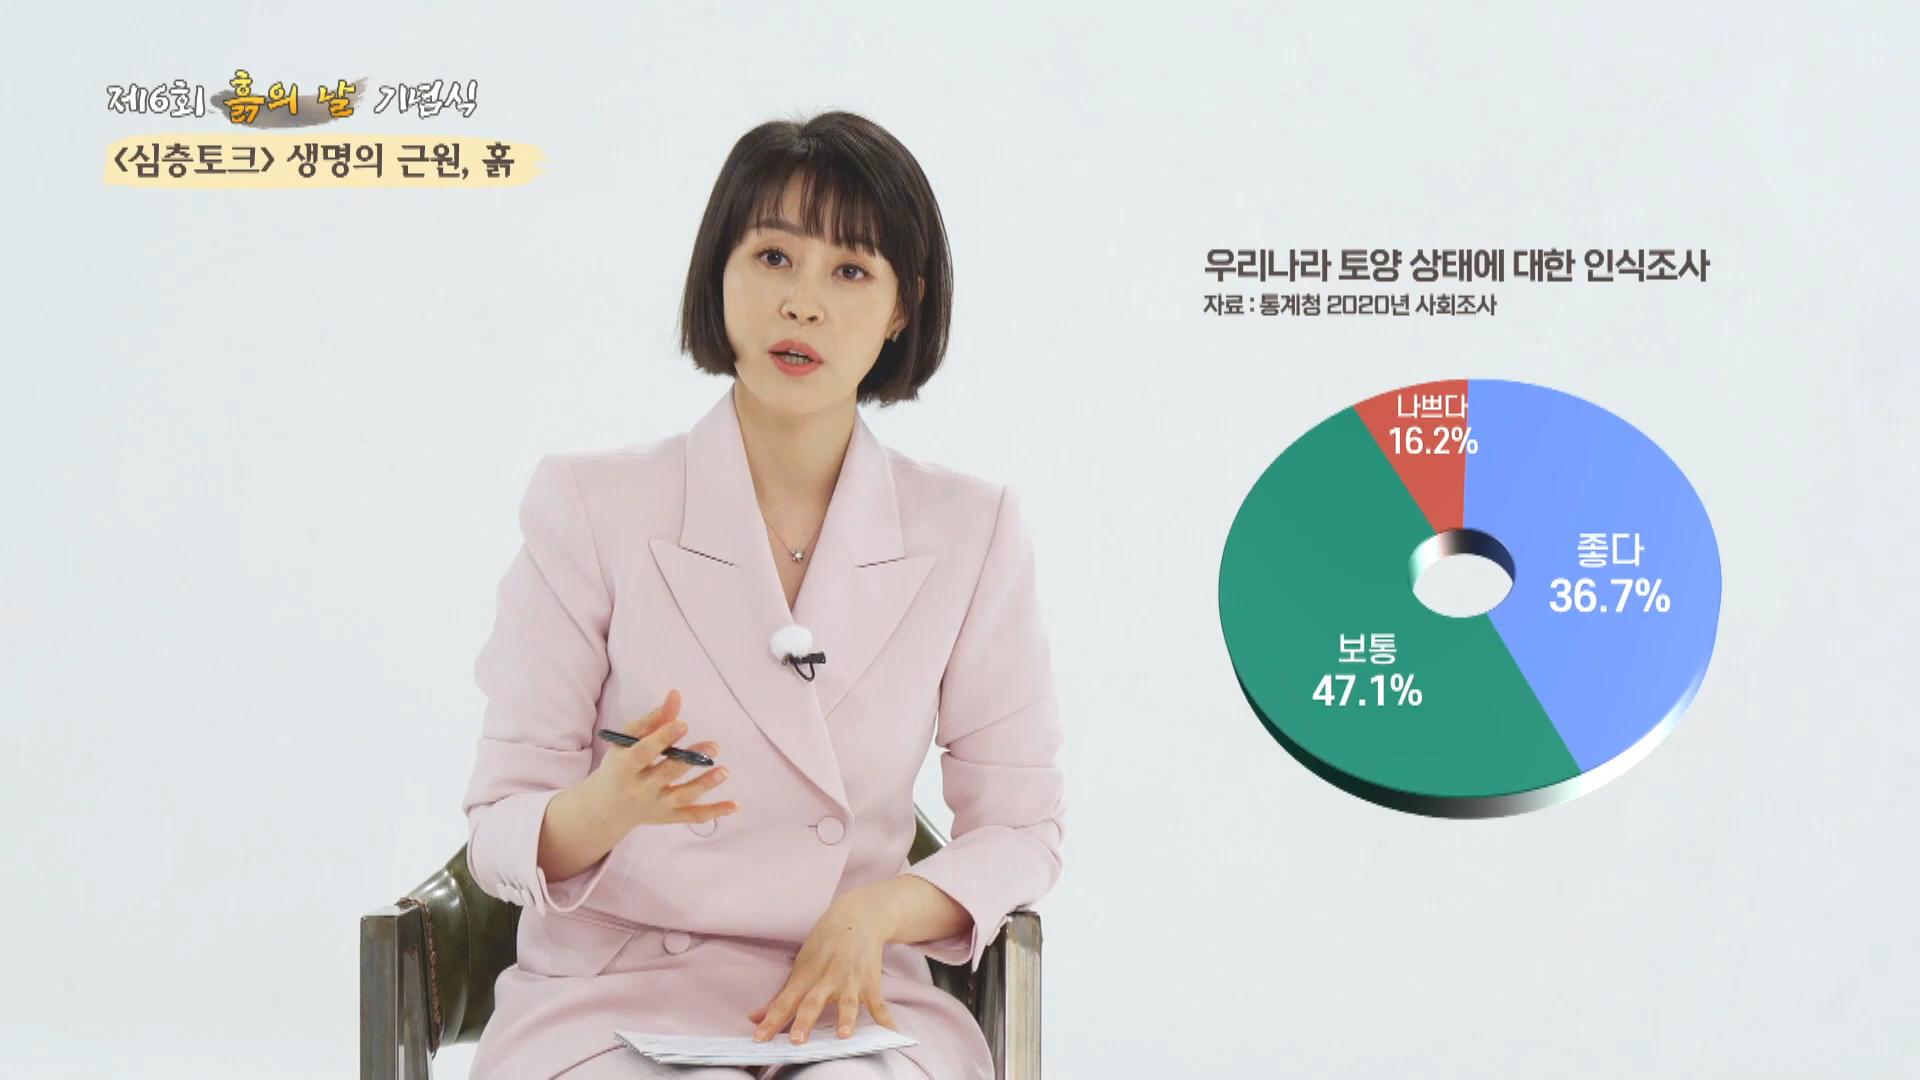 제6회 흙의 날 기념식
<심층토크> 생명의 근원, 흙
우리나라 토양 상태에 대한 인식조사
자료 : 통계청 2020년 사회조사
나쁘다
16.2%
좋다
36.7%
보통
47.1%